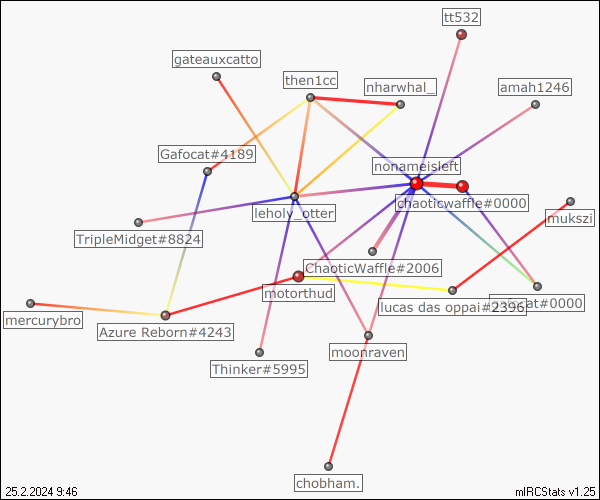 tt532
gateauxcatto
then1cc
nharwhal_
amah1246
Gafocat#4189
nonameisleft
chaoticwaffle#0000
leholy_otter
mukszi
TripleMidget#8824
ChaoticWaffle#2006
motorthud
lucas das oppai#2396
gafocat#0000
mercurybro
Azure Reborn#4243
moonraven
Thinker#5995
chobham.
25.2.2024 9:46
mIRCStats v1.25